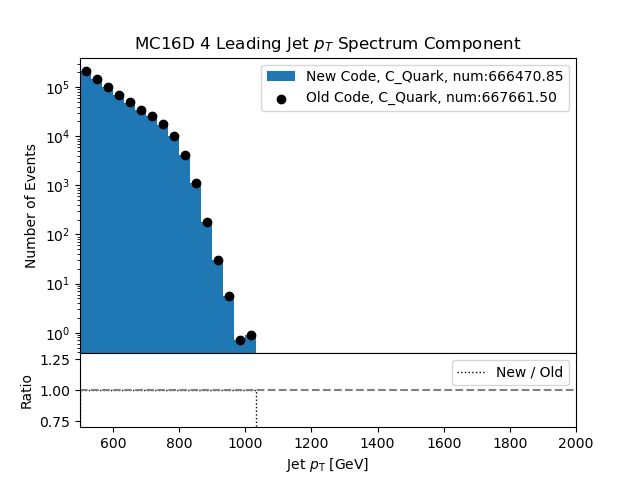 MC16D 4 Leading Jet p_T Spectrum Component
New Code, C_Quark, num:666470.85
Old Code, C_Quark, num:667661.50
Number of Events
10^5
10^4
10^3
10^2
10^1
10^0
New / Old
Ratio
1.25
1.00
0.75
600 800 1000 1200 1400 1600 1800 2000
Jet p_T [GeV]